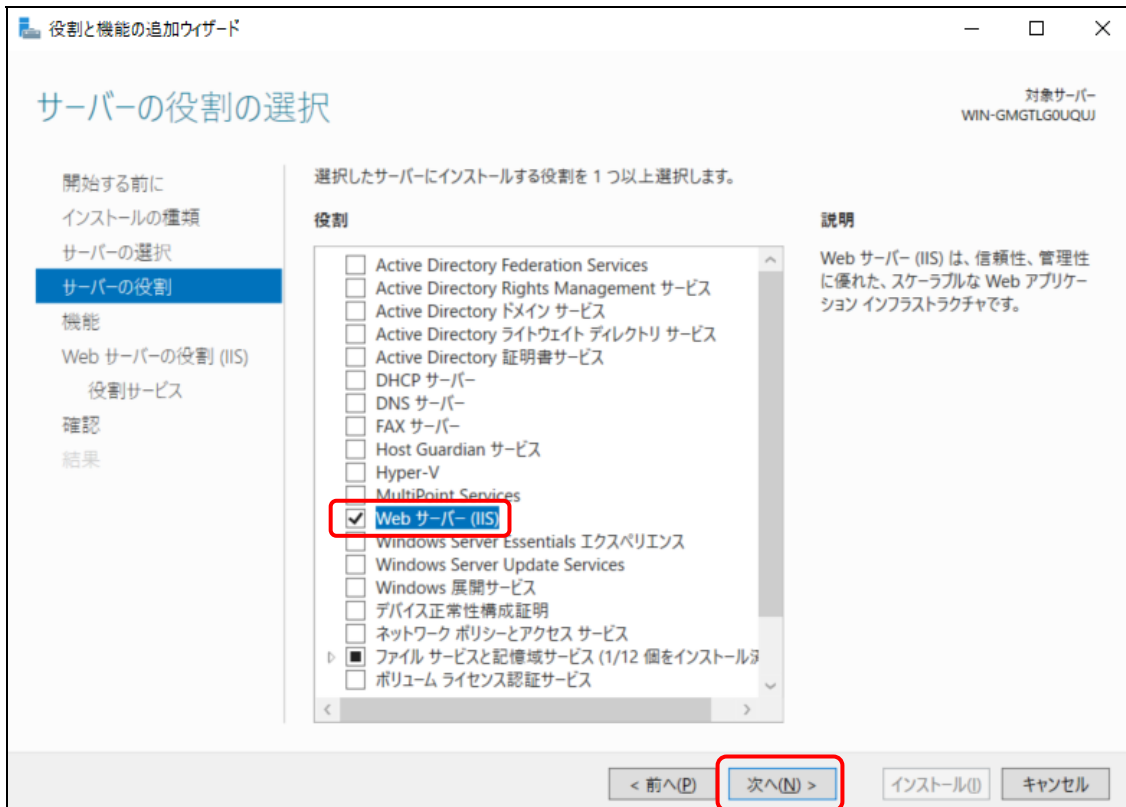 役割と機能の追加ウィザード
サーバーの役割の選択
対象サーバー
WIN-GMGTLG0UQUJ
開始する前に
インストールの種類
サーバーの選択
サーバーの役割
機能
Web サーバーの役割 (IIS)
役割サービス
確認
結果
選択したサーバーにインストールする役割を 1 つ以上選択します。
役割
Active Directory Federation Services
Active Directory Rights Management サービス
Active Directory ドメイン サービス
Active Directory ライトウェイト ディレクトリ サービス
Active Directory 証明書サービス
DHCP サーバー
DNS サーバー
FAX サーバー
Host Guardian サービス
Hyper-V
MultiPoint Services
Web サーバー (IIS)
Windows Server Essentials エクスペリエンス
Windows Server Update Services
Windows 展開サービス
デバイス正常性構成証明
ネットワーク ポリシーとアクセス サービス
ファイル サービスと記憶域サービス (1/12 個をインストール済
ボリューム ライセンス認証サービス
説明
Web サーバー (IIS) は、信頼性、管理性
に優れた、スケーラブルな Web アプリケー
ション インフラストラクチャです。
< 前へ(P)
次へ(N) >
インストール(I)
キャンセル